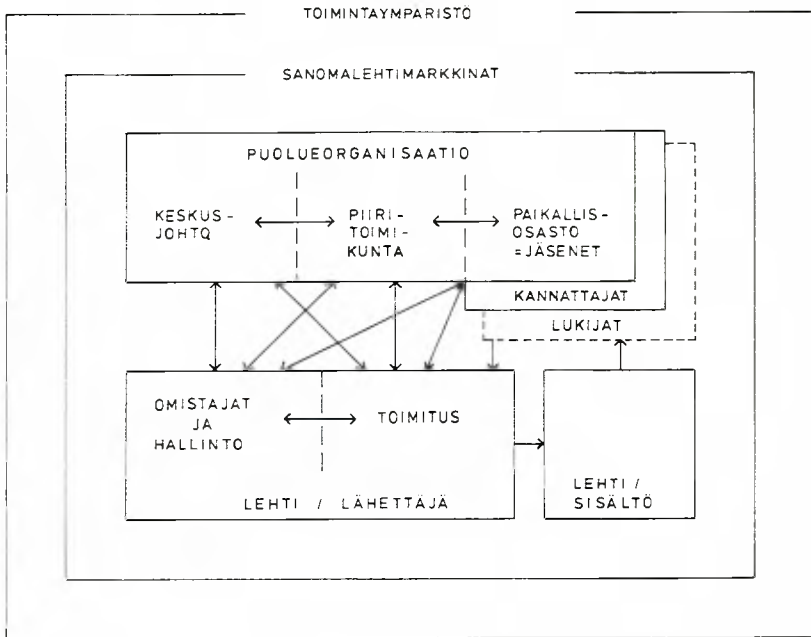 TOIMINTAYMPÄRISTÖ
SANOMALEHTIMARKKINAT
PUOLUEORGANISAATIO
KESKUS-
JOHTO
PIIRI-
TOIMI-
KUNTA
PAIKALLIS-
OSASTO
=JÄSENET
KANNATTAJAT
LUKIJAT
OMISTAJAT
JA
HALLINTO
TOIMITUS
LEHTI / LÄHETTÄJÄ
LEHTI /
SISÄLTÖ